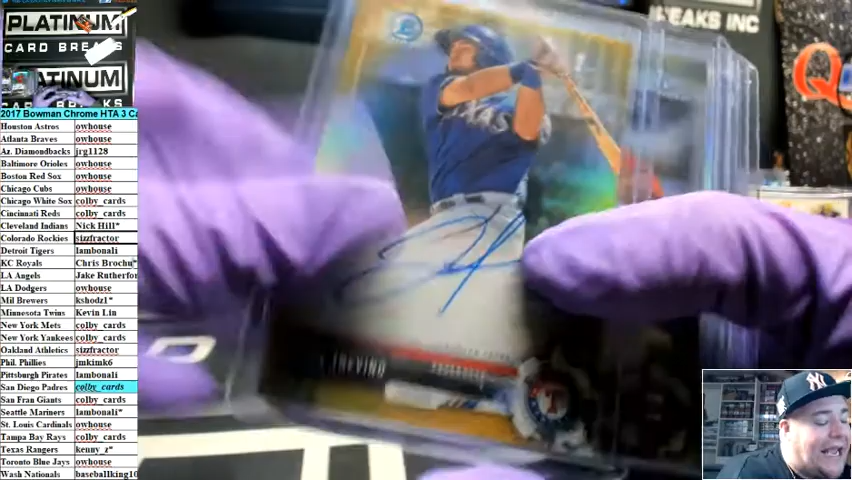 PLATINUM
CARD BREAKS
ATINUM
EAKS INC
2017 Bowman Chrome HTA 3 Ca
Houston Astros owhouse
Atlanta Braves owhouse
Az. Diamondbacks jrg1128
Baltimore Orioles owhouse
Boston Red Sox owhouse
Chicago Cubs owhouse
Chicago White Sox colby_cards
Cincinnati Reds colby_cards
Cleveland Indians Nick Hill*
Colorado Rockies sizzfractor
Detroit Tigers lambonali
KC Royals Chris Brochu*
LA Angels Jake Rutherfor
LA Dodgers owhouse
Mil Brewers kshodz1*
Minnesota Twins Kevin Lin
New York Mets colby_cards
New York Yankees colby_cards
Oakland Athletics sizzfractor
Phil. Phillies jmkimk6
Pittsburgh Pirates lambonali
San Diego Padres colby_cards
San Fran Giants colby_cards
Seattle Mariners lambonali*
St. Louis Cardinals owhouse
Tampa Bay Rays colby_cards
Texas Rangers kenny_z*
Toronto Blue Jays owhouse
Wash Nationals baseballking10
TEXAS
TREVINO